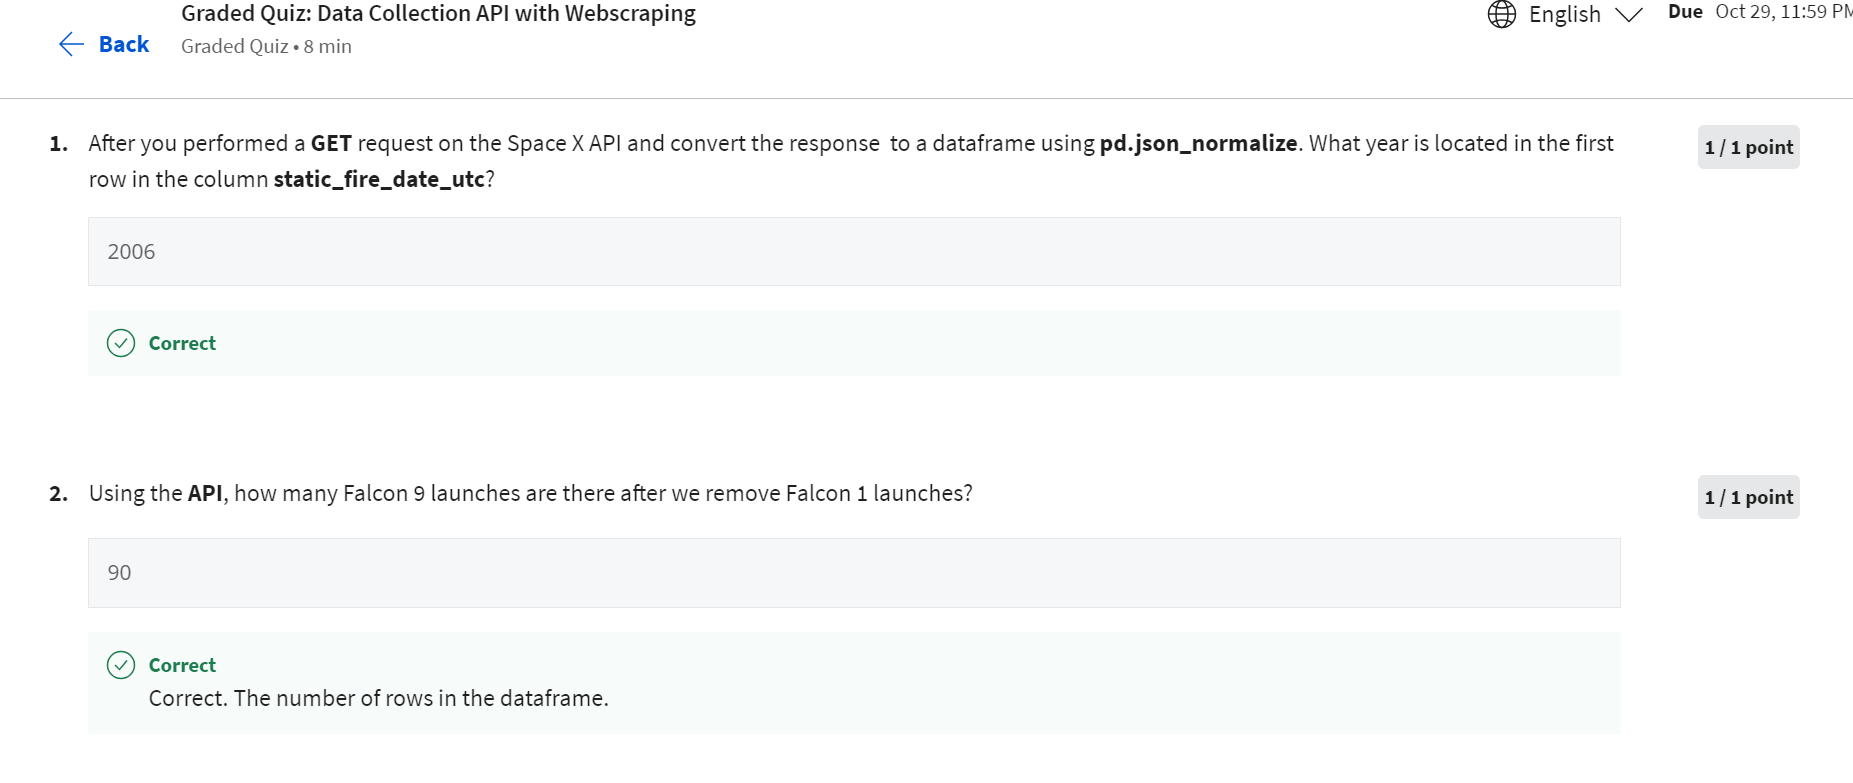 Graded Quiz: Data Collection API with Webscraping
Back
Graded Quiz • 8 min
English
Due Oct 29, 11:59 PM
1. After you performed a GET request on the Space X API and convert the response to a dataframe using pd.json_normalize. What year is located in the first
row in the column static_fire_date_utc?
1 / 1 point
2006
Correct
2. Using the API, how many Falcon 9 launches are there after we remove Falcon 1 launches?
1 / 1 point
90
Correct
Correct. The number of rows in the dataframe.